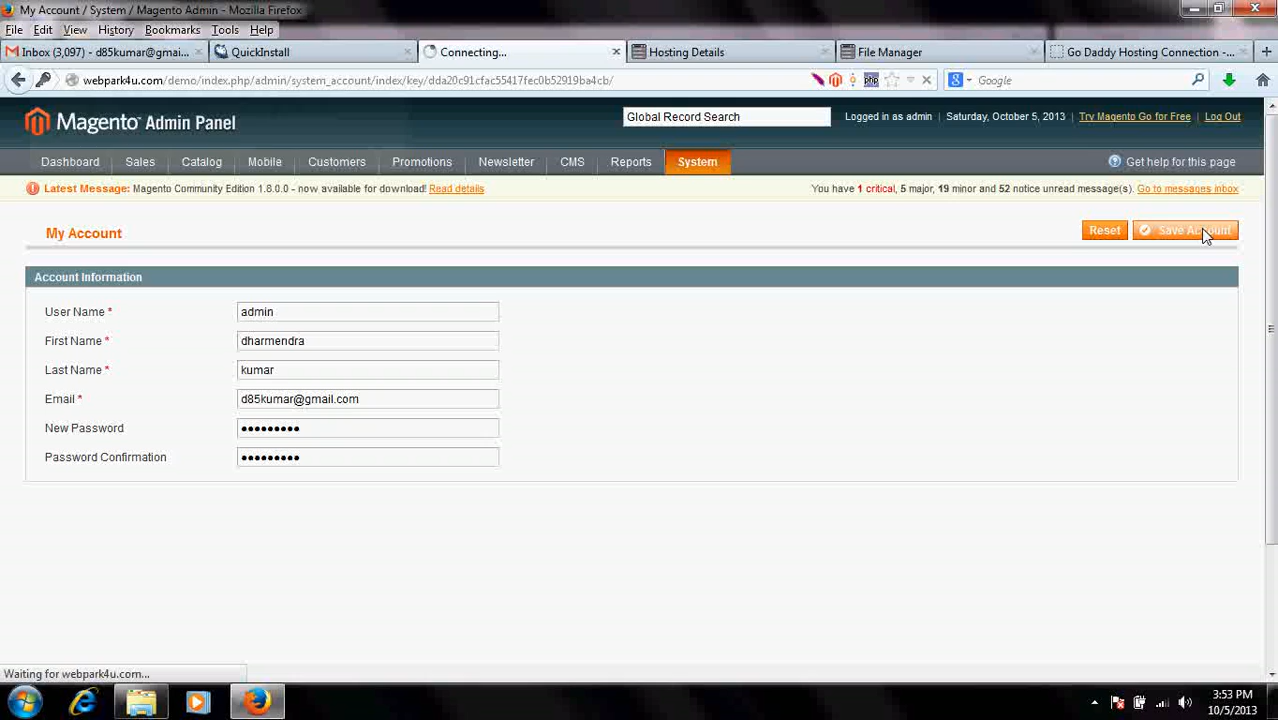 My Account / System / Magento Admin - Mozilla Firefox
File Edit View History Bookmarks Tools Help
Inbox (3,097) - d85kumar@gmai... × QuickInstall × Connecting... × Hosting Details × File Manager × Go Daddy Hosting Connection -... × +
webpark4u.com/demo/index.php/admin/system_account/index/key/dda20c91cfac55417fec0b52919ba4cb/ php Google
Magento Admin Panel Global Record Search Logged in as admin | Saturday, October 5, 2013 | Try Magento Go for Free | Log Out
Dashboard Sales Catalog Mobile Customers Promotions Newsletter CMS Reports System Get help for this page
Latest Message: Magento Community Edition 1.8.0.0 - now available for download! Read details You have 1 critical, 5 major, 19 minor and 52 notice unread message(s). Go to messages inbox
My Account Reset Save Account
Account Information
User Name * admin
First Name * dharmendra
Last Name * kumar
Email * d85kumar@gmail.com
New Password •••••••••
Password Confirmation •••••••••
Waiting for webpark4u.com...
3:53 PM
10/5/2013